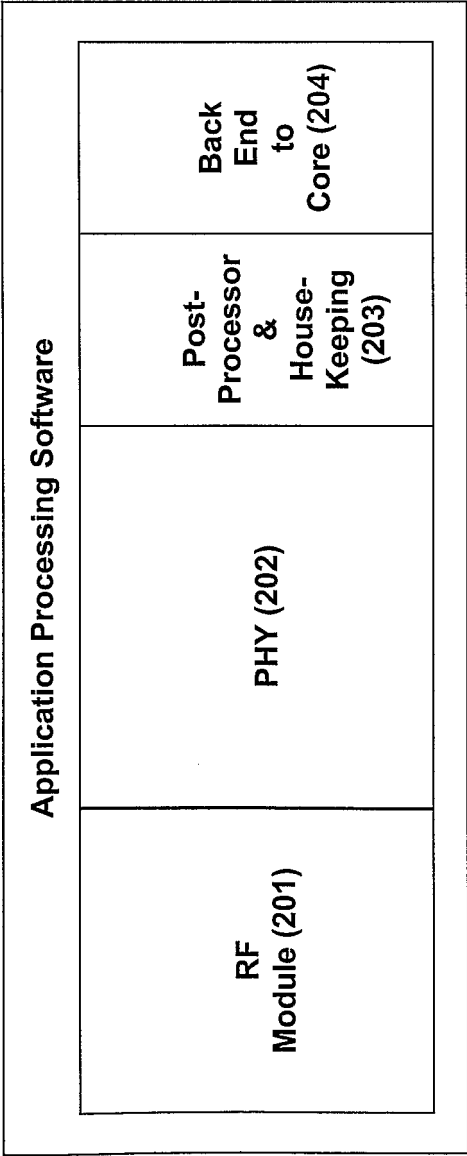 Application Processing Software
RF
Module (201)
PHY (202)
Post-
Processor
&
House-
Keeping
(203)
Back
End
to
Core (204)